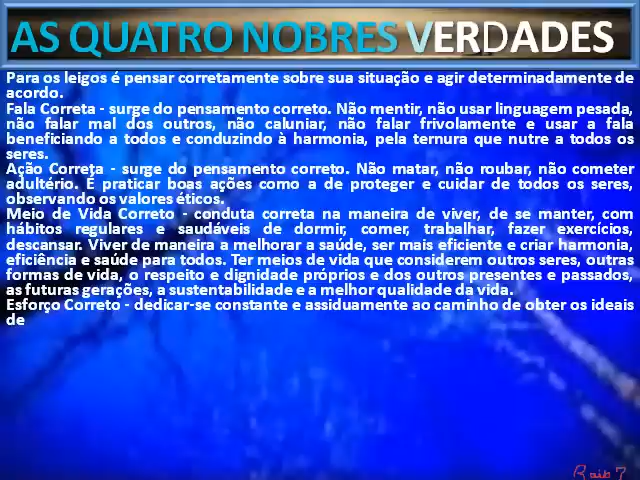 AS QUATRO NOBRES VERDADES
Para os leigos é pensar corretamente sobre sua situação e agir determinadamente de
acordo.
Fala Correta - surge do pensamento correto. Não mentir, não usar linguagem pesada,
não falar mal dos outros, não caluniar, não falar frivolamente e usar a fala
beneficiando a todos e conduzindo à harmonia, pela ternura que nutre a todos os
seres.
Ação Correta - surge do pensamento correto. Não matar, não roubar, não cometer
adultério. É praticar boas ações como a de proteger e cuidar de todos os seres,
observando os valores éticos.
Meio de Vida Correto - conduta correta na maneira de viver, de se manter, com
hábitos regulares e saudáveis de dormir, comer, trabalhar, fazer exercícios,
descansar. Viver de maneira a melhorar a saúde, ser mais eficiente e criar harmonia,
eficiência e saúde para todos. Ter meios de vida que considerem outros seres, outras
formas de vida, o respeito e dignidade próprios e dos outros presentes e passados,
as futuras gerações, a sustentabilidade e a melhor qualidade da vida.
Esforço Correto - dedicar-se constante e assiduamente ao caminho de obter os ideais
de